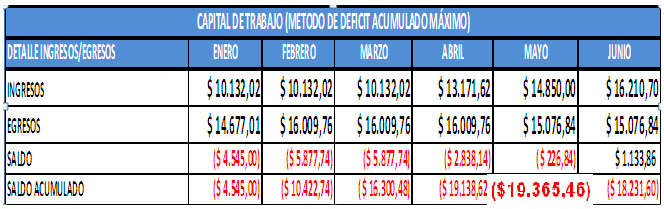 CAPITAL DE TRABAJO (METODO DE DEFICIT ACUMULADO MÁXIMO)
DETALLE INGRESOS/EGRESOS ENERO FEBRERO MARZO ABRIL MAYO JUNIO
INGRESOS $ 10.132,02 $ 10.132,02 $ 10.132,02 $ 13.171,62 $ 14.850,00 $ 16.210,70
EGRESOS $ 14.677,01 $ 16.009,76 $ 16.009,76 $ 16.009,76 $ 15.076,84 $ 15.076,84
SALDO ($ 4.545,00) ($ 5.877,74) ($ 5.877,74) ($ 2.838,14) ($ 226,84) $ 1.133,86
SALDO ACUMULADO ($ 4.545,00) ($ 10.422,74) ($ 16.300,48) ($ 19.138,62 ($19.365,46) ($ 18.231,60)